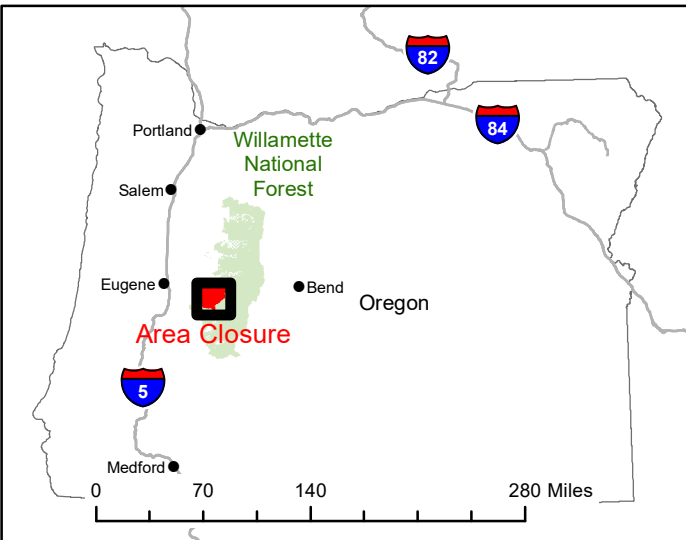 82
84
Portland
Willamette
National
Forest
Salem
Eugene
Bend
Oregon
Area Closure
5
Medford
0 70 140 280 Miles